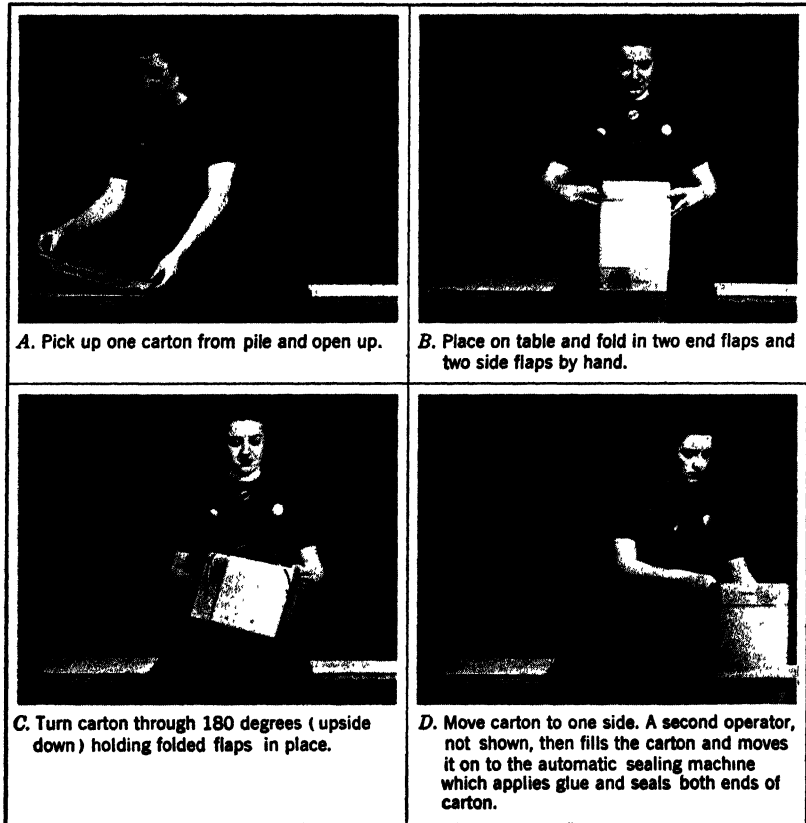 A. Pick up one carton from pile and open up.
B. Place on table and fold in two end flaps and
two side flaps by hand.
C. Turn carton through 180 degrees ( upside
down ) holding folded flaps in place.
D. Move carton to one side. A second operator,
not shown, then fills the carton and moves
it on to the automatic sealing machine
which applies glue and seals both ends of
carton.